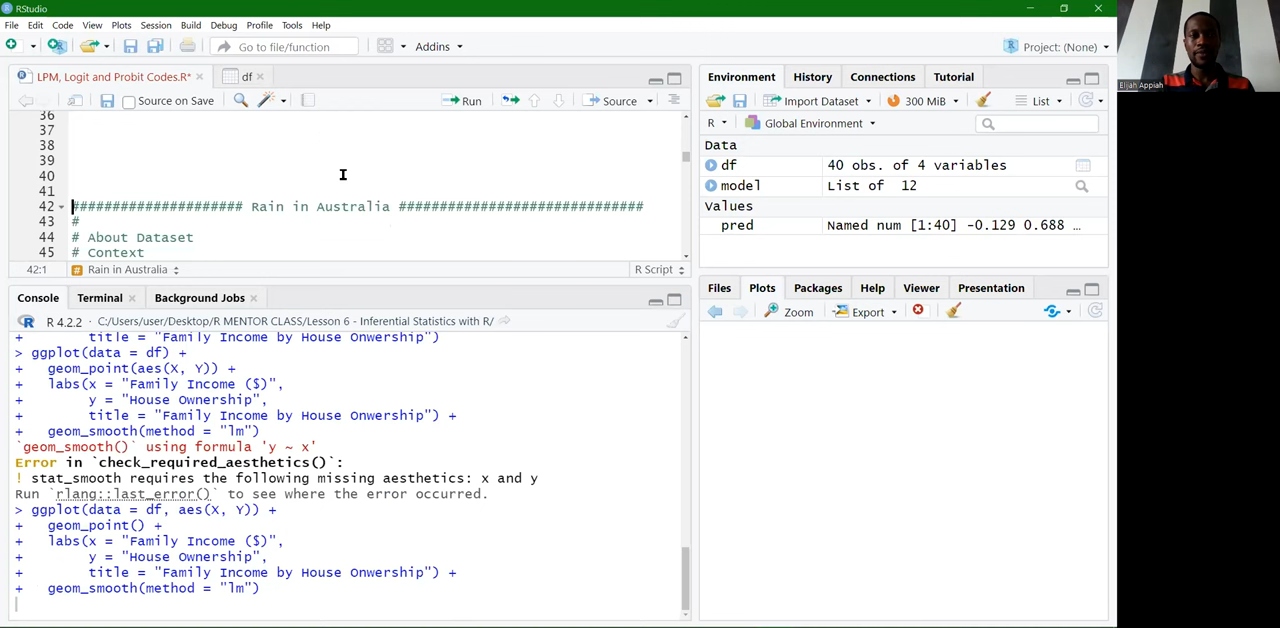 RStudio
File Edit Code View Plots Session Build Debug Profile Tools Help
Go to file/function Addins Project: (None)
LPM, Logit and Probit Codes.R* df
Source on Save Run Source
36
37
38
39
40
41
42 #################### Rain in Australia #############################
43 #
44 # About Dataset
45 # Context
42:1 Rain in Australia R Script
Console Terminal Background Jobs
R 4.2.2 · C:/Users/user/Desktop/R MENTOR CLASS/Lesson 6 - Inferential Statistics with R/
+ title = "Family Income by House Onwership")
> ggplot(data = df) +
+ geom_point(aes(X, Y)) +
+ labs(x = "Family Income ($)",
+ y = "House Ownership",
+ title = "Family Income by House Onwership") +
+ geom_smooth(method = "lm")
`geom_smooth()` using formula 'y ~ x'
Error in `check_required_aesthetics()`:
! stat_smooth requires the following missing aesthetics: x and y
Run `rlang::last_error()` to see where the error occurred.
> ggplot(data = df, aes(X, Y)) +
+ geom_point() +
+ labs(x = "Family Income ($)",
+ y = "House Ownership",
+ title = "Family Income by House Onwership") +
+ geom_smooth(method = "lm")
Environment History Connections Tutorial
Import Dataset 300 MiB List
R Global Environment
Data
df 40 obs. of 4 variables
model List of 12
Values
pred Named num [1:40] -0.129 0.688 …
Files Plots Packages Help Viewer Presentation
Zoom Export
Elijah Appiah